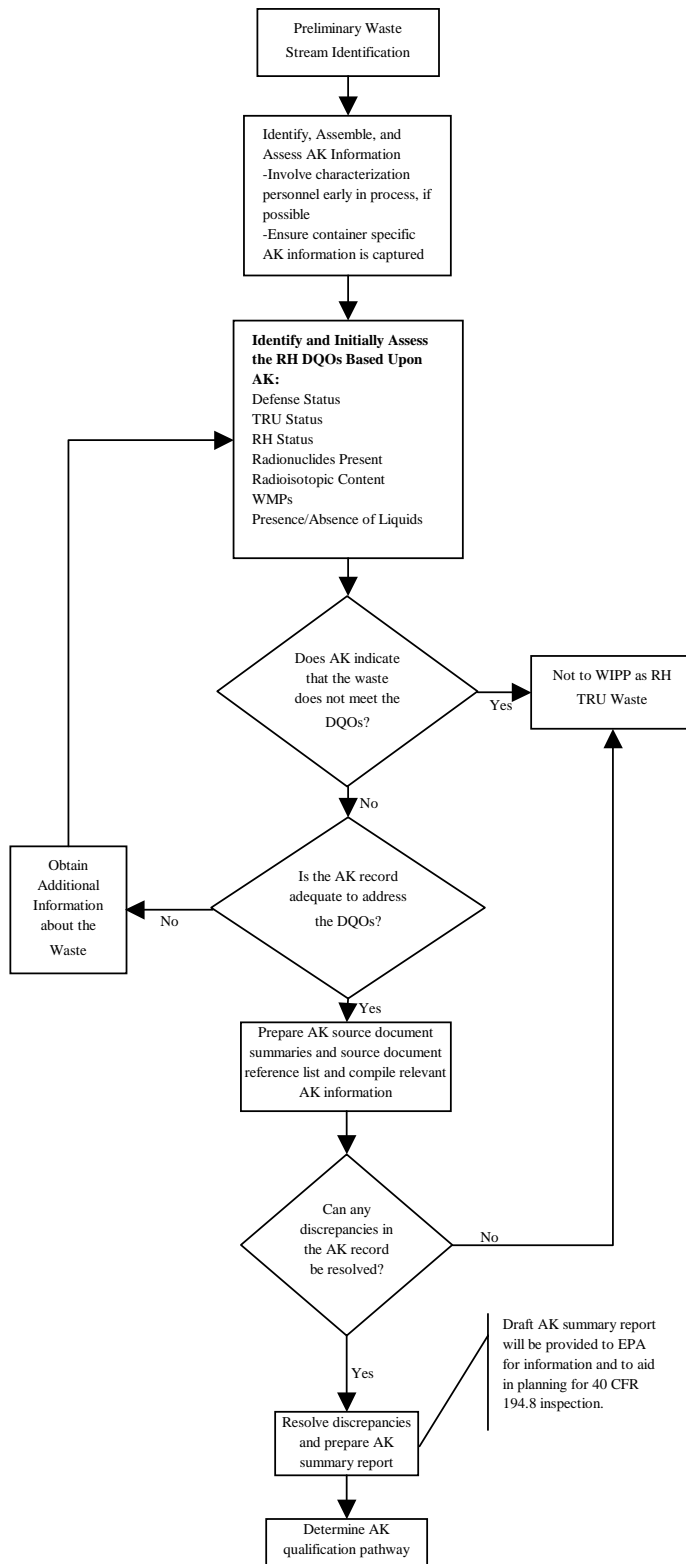 Preliminary Waste
Stream Identification
Identify, Assemble, and
Assess AK Information
-Involve characterization
personnel early in process, if
possible
-Ensure container specific
AK information is captured
Identify and Initially Assess
the RH DQOs Based Upon
AK:
Defense Status
TRU Status
RH Status
Radionuclides Present
Radioisotopic Content
WMPs
Presence/Absence of Liquids
Does AK indicate
that the waste
does not meet the
DQOs?
Yes
Not to WIPP as RH
TRU Waste
No
Is the AK record
adequate to address
the DQOs?
No
Obtain
Additional
Information
about the
Waste
Yes
Prepare AK source document
summaries and source document
reference list and compile relevant
AK information
Can any
discrepancies in
the AK record
be resolved?
No
Yes
Draft AK summary report
will be provided to EPA
for information and to aid
in planning for 40 CFR
194.8 inspection.
Resolve discrepancies
and prepare AK
summary report
Determine AK
qualification pathway